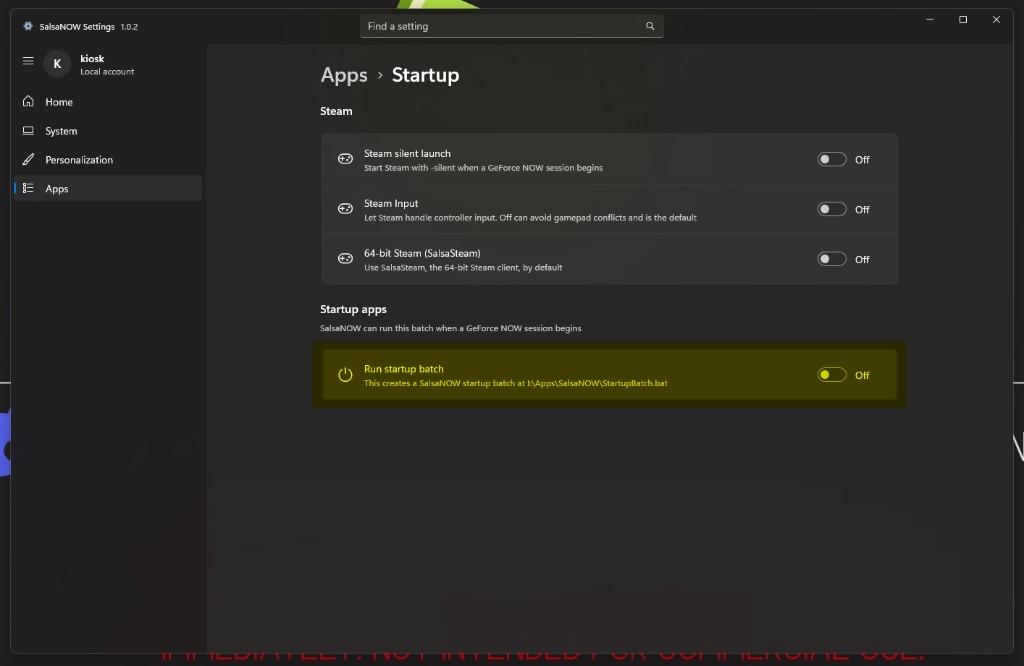 SalsaNOW Settings 1.0.2
Find a setting
K
kiosk
Local account
Home
System
Personalization
Apps
Apps › Startup
Steam
Steam silent launch
Start Steam with -silent when a GeForce NOW session begins
Off
Steam Input
Let Steam handle controller input. Off can avoid gamepad conflicts and is the default
Off
64-bit Steam (SalsaSteam)
Use SalsaSteam, the 64-bit Steam client, by default
Off
Startup apps
SalsaNOW can run this batch when a GeForce NOW session begins
Run startup batch
This creates a SalsaNOW startup batch at I:\Apps\SalsaNOW\StartupBatch.bat
Off
NOT INTENDED FOR COMMERCIAL USE.